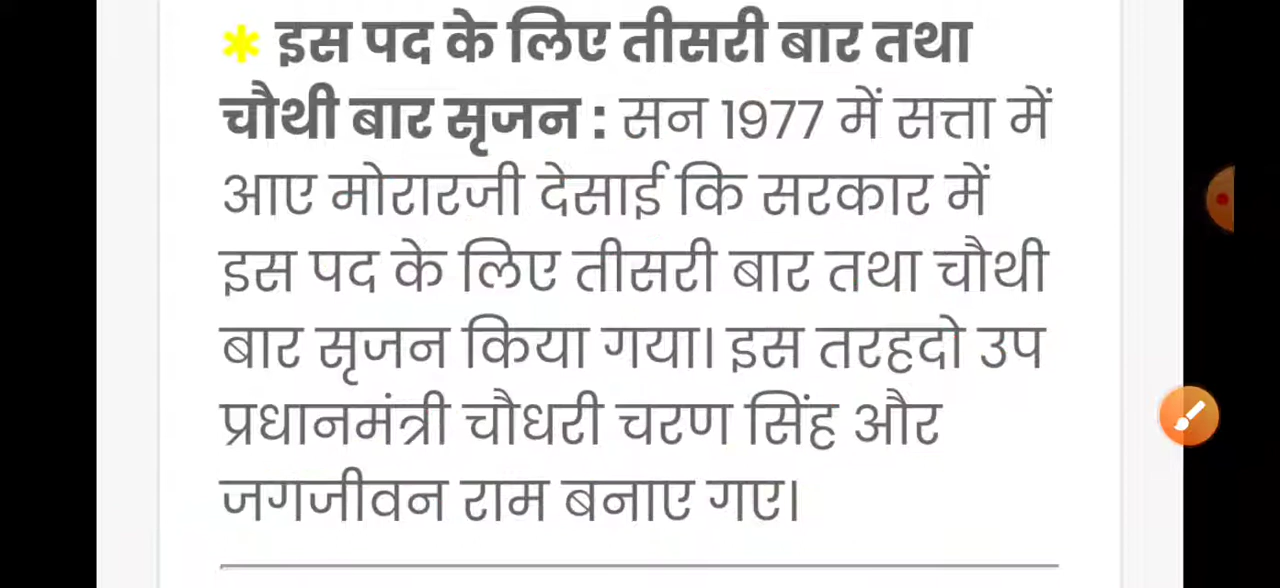 * इस पद के लिए तीसरी बार तथा
चौथी बार सृजन : सन 1977 में सत्ता में
आए मोरारजी देसाई कि सरकार में
इस पद के लिए तीसरी बार तथा चौथी
बार सृजन किया गया। इस तरहदो उप
प्रधानमंत्री चौधरी चरण सिंह और
जगजीवन राम बनाए गए।